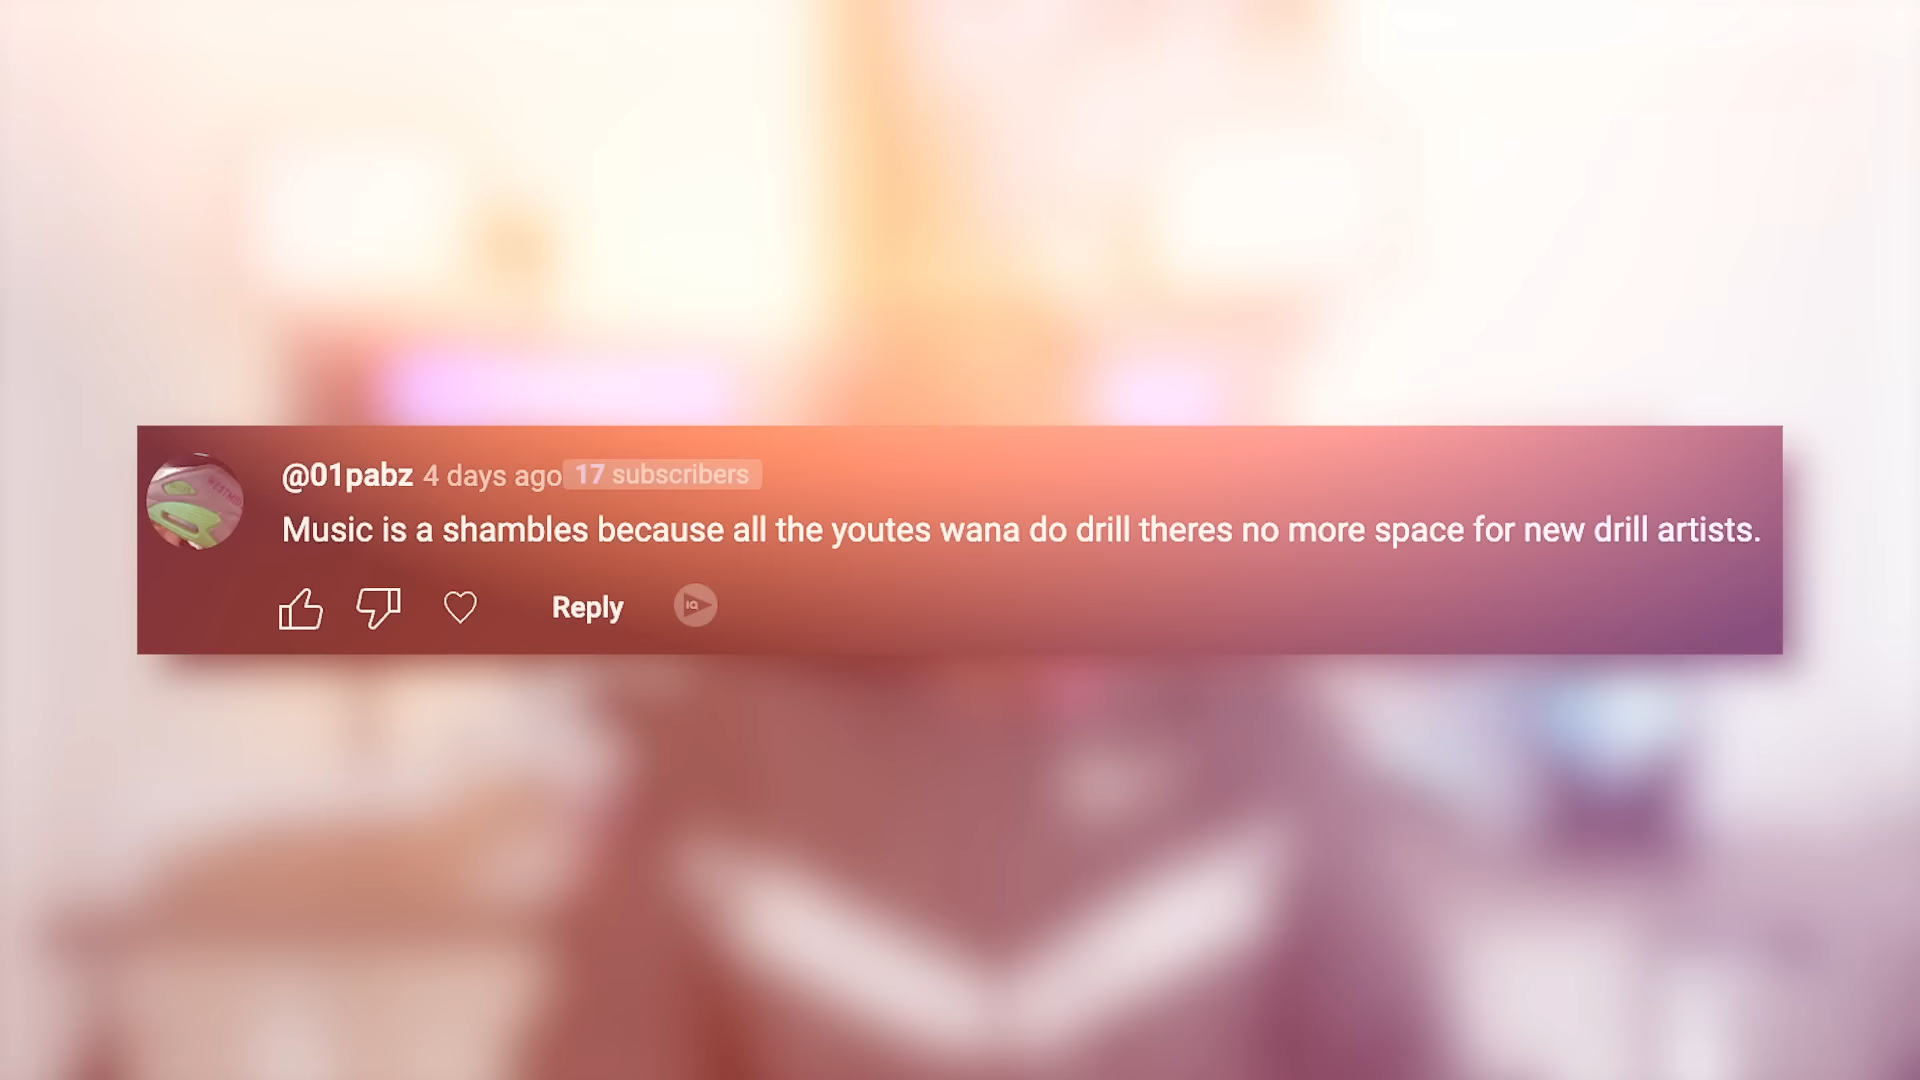 @01pabz 4 days ago 17 subscribers
Music is a shambles because all the youtes wana do drill theres no more space for new drill artists.
Reply
IQ